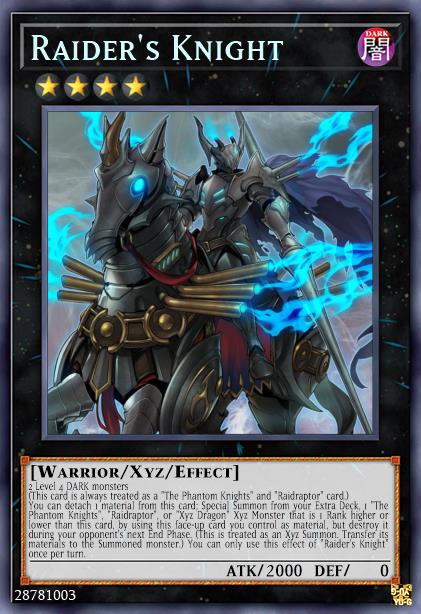 Raider's Knight
DARK
闇
[Warrior/Xyz/Effect]
2 Level 4 DARK monsters
(This card is always treated as a "The Phantom Knights" and "Raidraptor" card.)
You can detach 1 material from this card; Special Summon from your Extra Deck, 1 "The
Phantom Knights", "Raidraptor", or "Xyz Dragon" Xyz Monster that is 1 Rank higher or
lower than this card, by using this face-up card you control as material, but destroy it
during your opponent's next End Phase. (This is treated as an Xyz Summon. Transfer its
materials to the Summoned monster.) You can only use this effect of "Raider's Knight"
once per turn.
ATK/2000 DEF/ 0
28781003